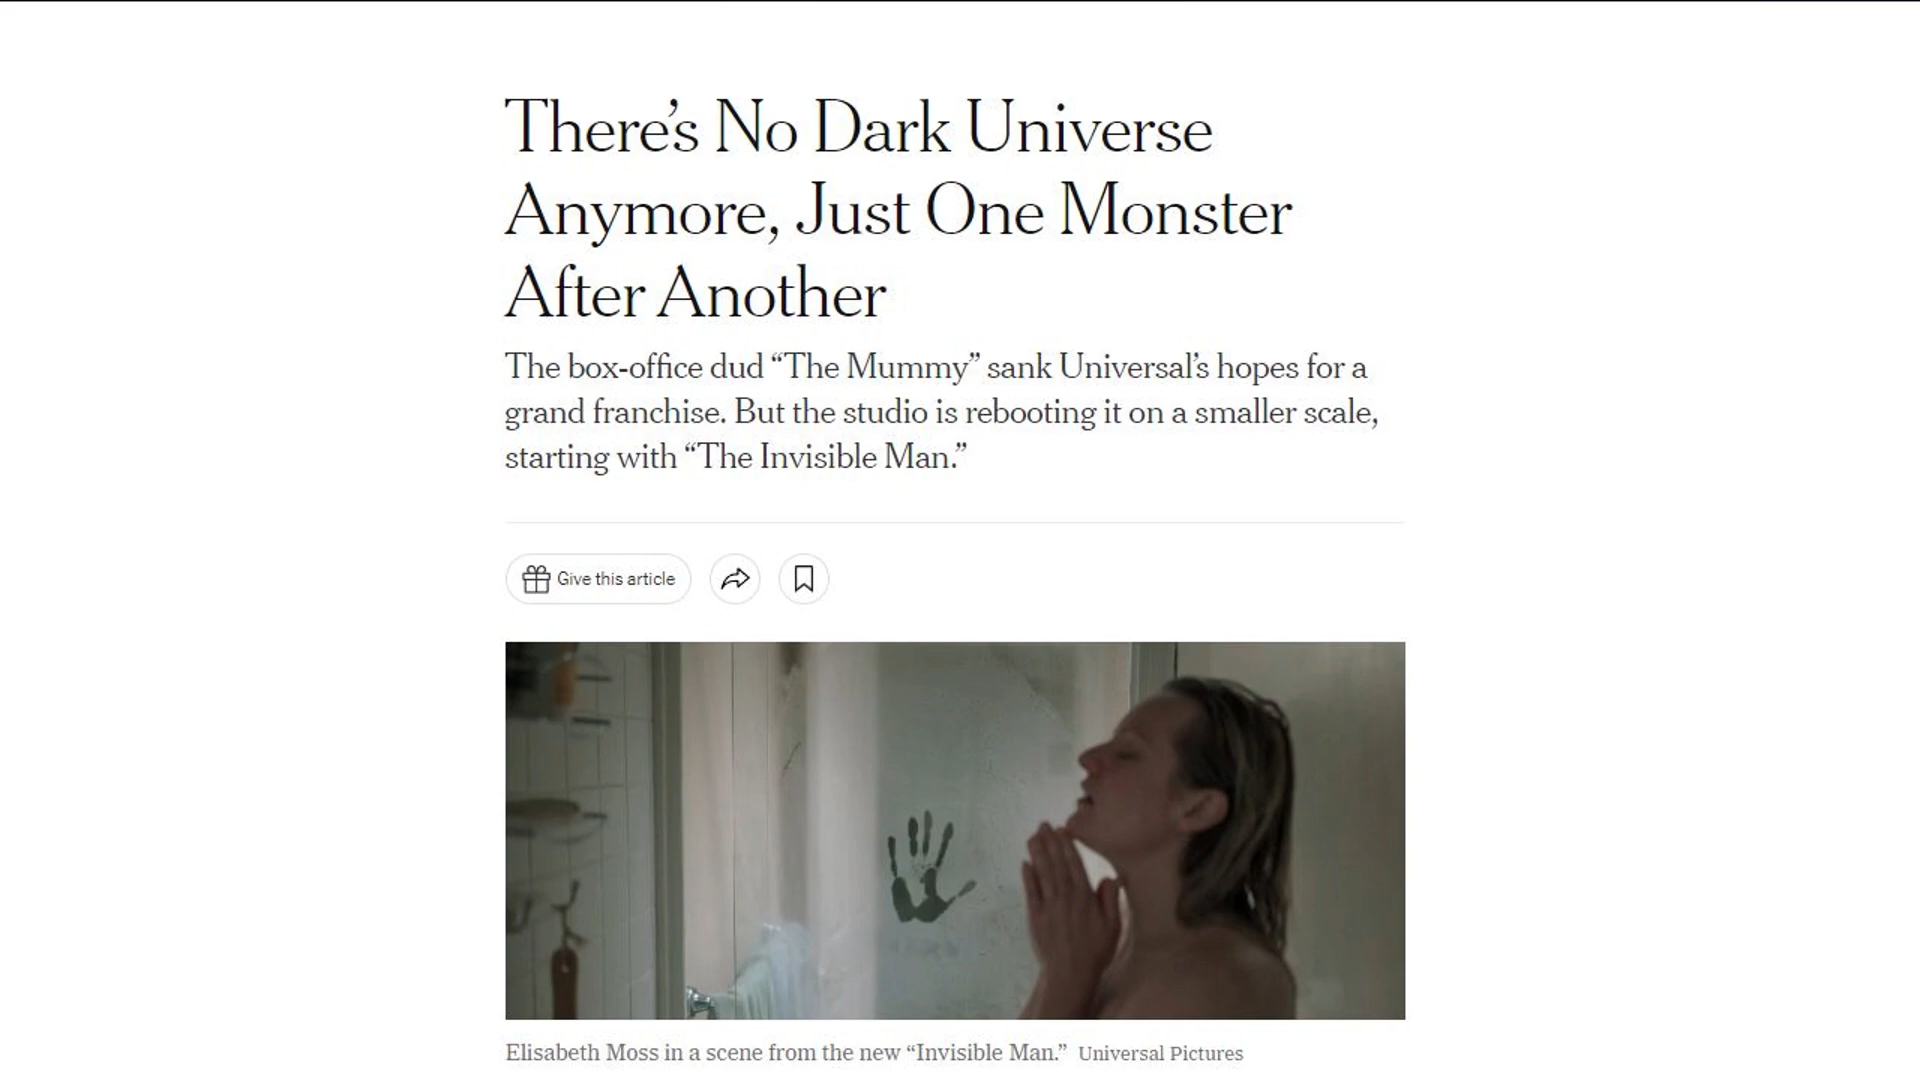 There’s No Dark Universe
Anymore, Just One Monster
After Another
The box-office dud “The Mummy” sank Universal’s hopes for a
grand franchise. But the studio is rebooting it on a smaller scale,
starting with “The Invisible Man.”
Give this article
Elisabeth Moss in a scene from the new “Invisible Man.” Universal Pictures